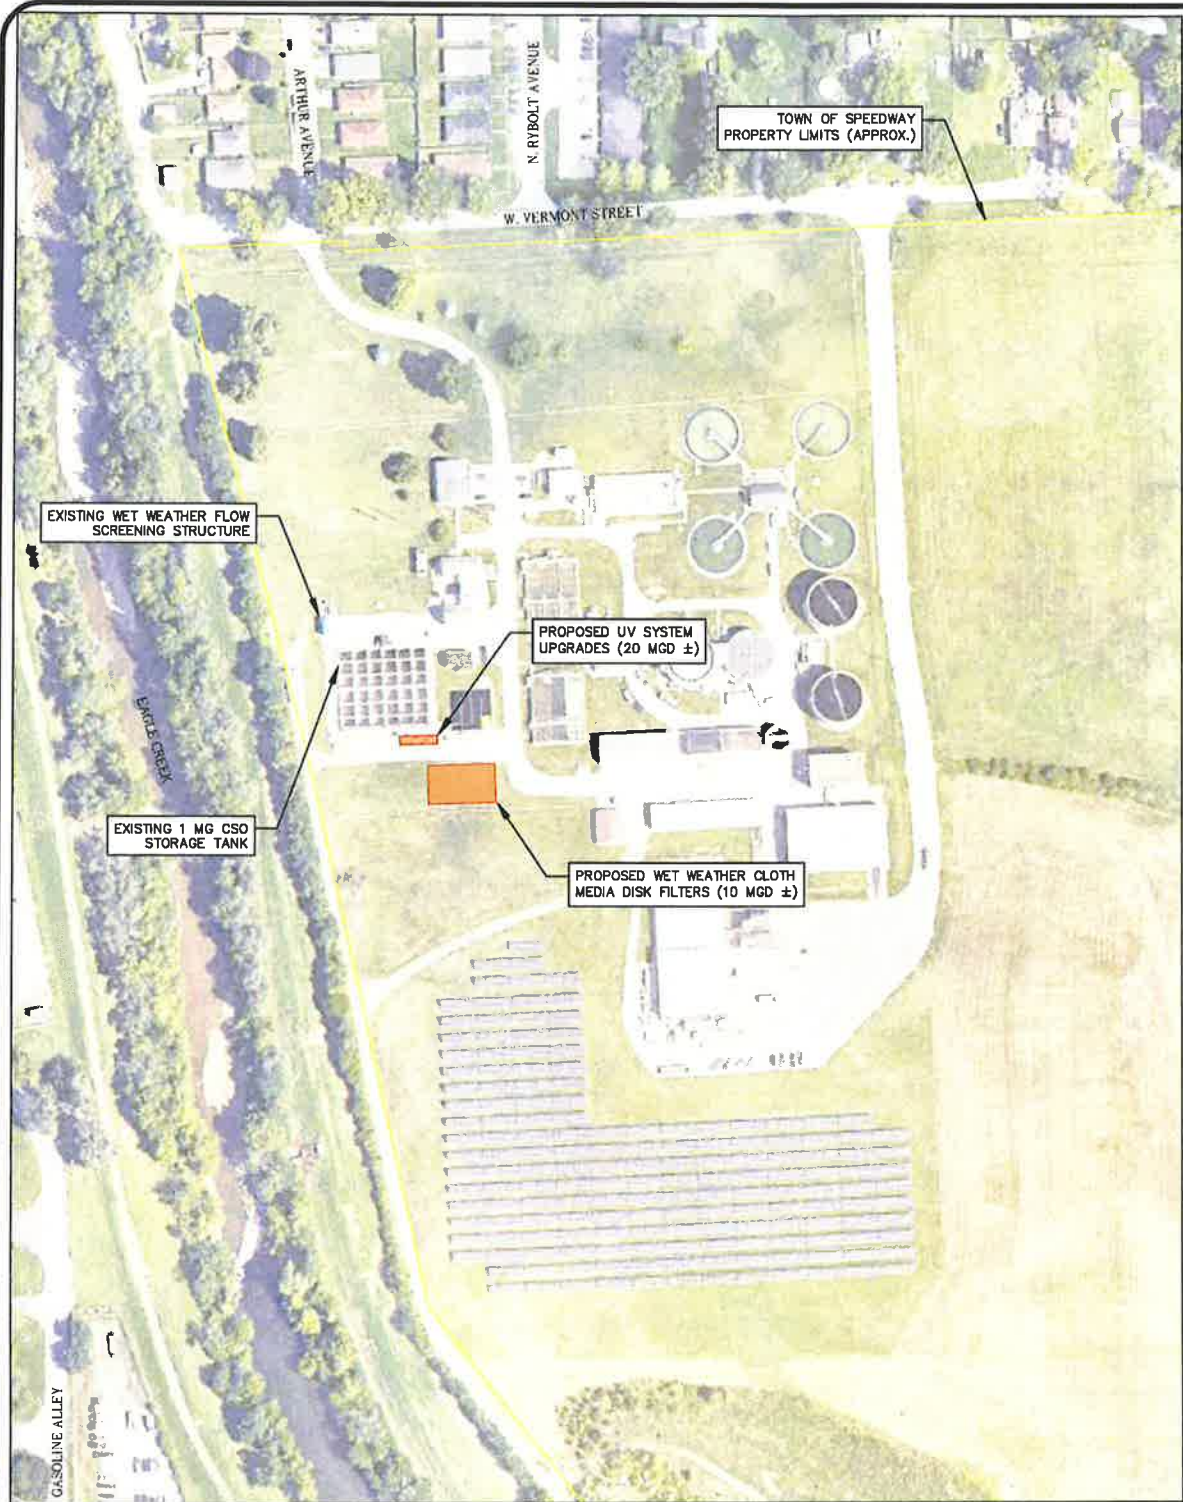 ARTHUR AVENUE
N. RYBOLT AVENUE
TOWN OF SPEEDWAY
PROPERTY LIMITS (APPROX.)
W. VERMONT STREET
EXISTING WET WEATHER FLOW
SCREENING STRUCTURE
PROPOSED UV SYSTEM
UPGRADES (20 MGD ±)
EAGLE CREEK
EXISTING 1 MG CSO
STORAGE TANK
PROPOSED WET WEATHER CLOTH
MEDIA DISK FILTERS (10 MGD ±)
GASOLINE ALLEY